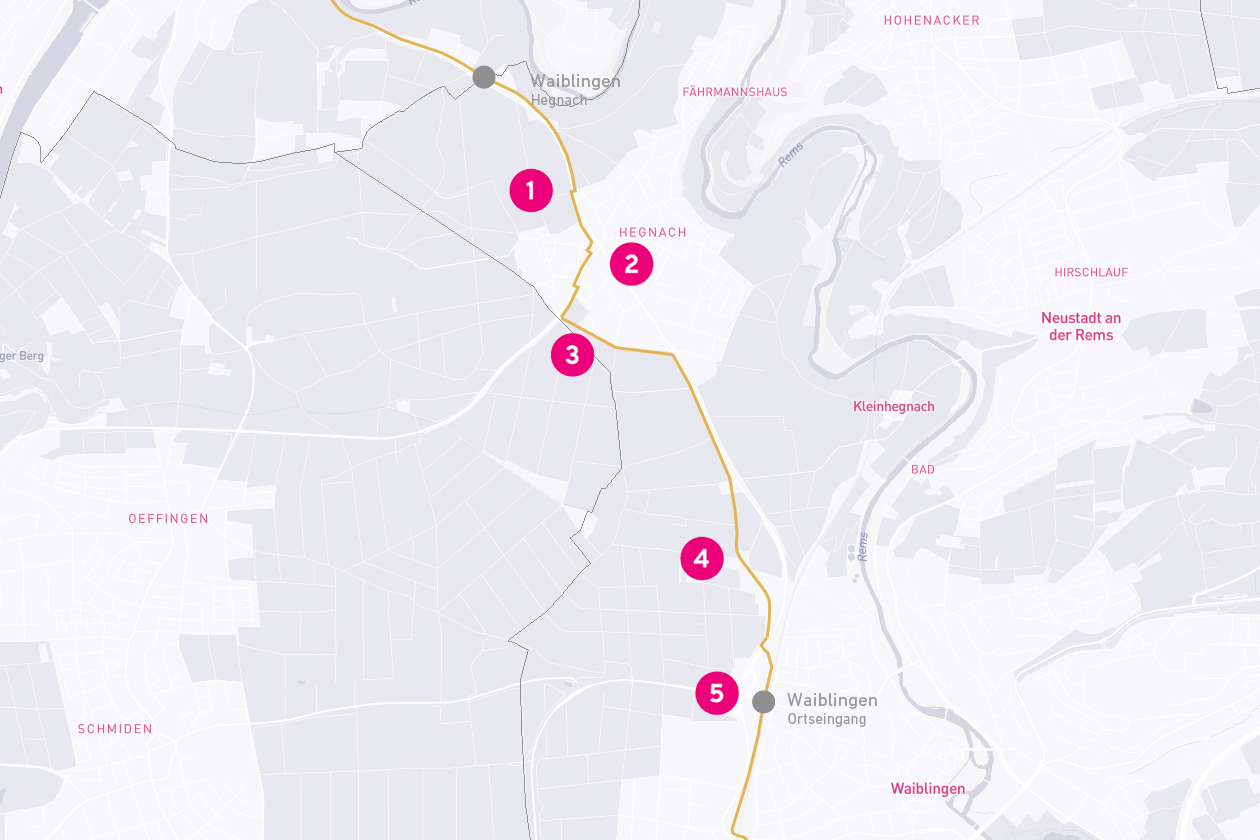 HOHENACKER
Waiblingen
Hegnach
FÄHRMANNSHAUS
Rems
1
HEGNACH
2
HIRSCHLAUF
Neustadt an
der Rems
3
ger Berg
Kleinhegnach
BAD
OEFFINGEN
Rems
4
5
Waiblingen
Ortseingang
SCHMIDEN
Waiblingen